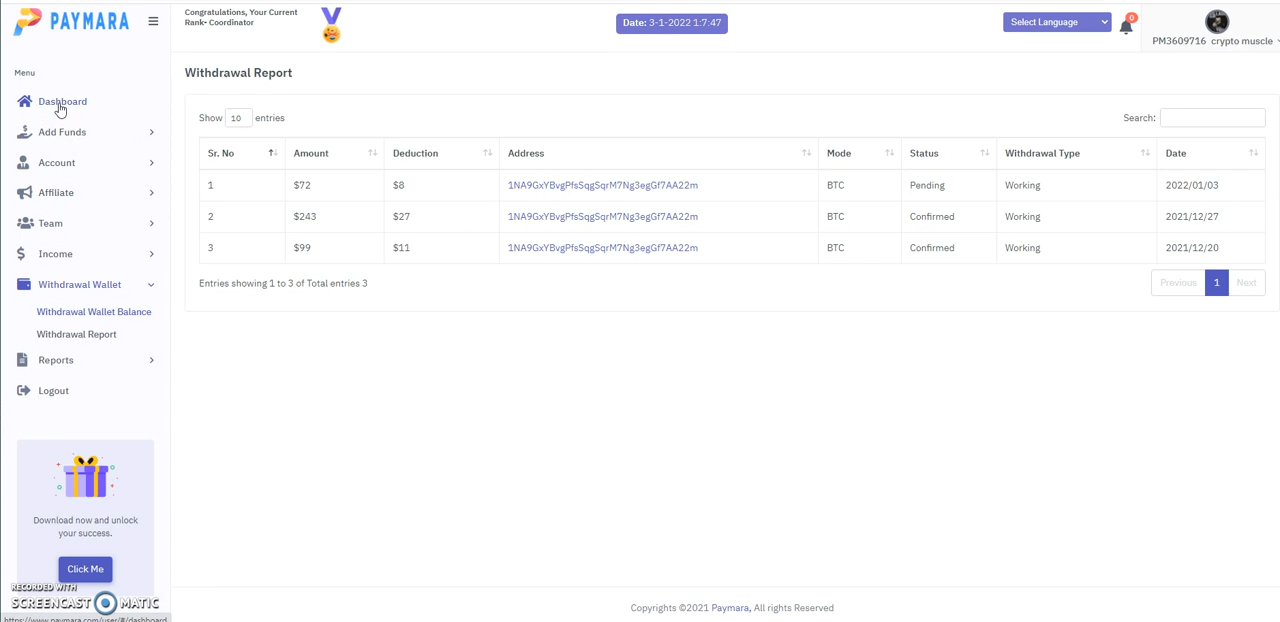 PAYMARA
Congratulations, Your Current
Rank- Coordinator
Date: 3-1-2022 1:7:47
Select Language
0
PM3609716 crypto muscle
Menu
Dashboard
Add Funds
Account
Affiliate
Team
Income
Withdrawal Wallet
Withdrawal Wallet Balance
Withdrawal Report
Reports
Logout
Download now and unlock
your success.
Click Me
RECORDED WITH
SCREENCAST MATIC
https://www.paymara.com/user/#/dashboard
Withdrawal Report
Show 10 entries
Search:
Sr. No Amount Deduction Address Mode Status Withdrawal Type Date
1 $72 $8 1NA9GxYBvgPfsSqgSqrM7Ng3egGf7AA22m BTC Pending Working 2022/01/03
2 $243 $27 1NA9GxYBvgPfsSqgSqrM7Ng3egGf7AA22m BTC Confirmed Working 2021/12/27
3 $99 $11 1NA9GxYBvgPfsSqgSqrM7Ng3egGf7AA22m BTC Confirmed Working 2021/12/20
Entries showing 1 to 3 of Total entries 3
Previous 1 Next
Copyrights ©2021 Paymara, All rights Reserved